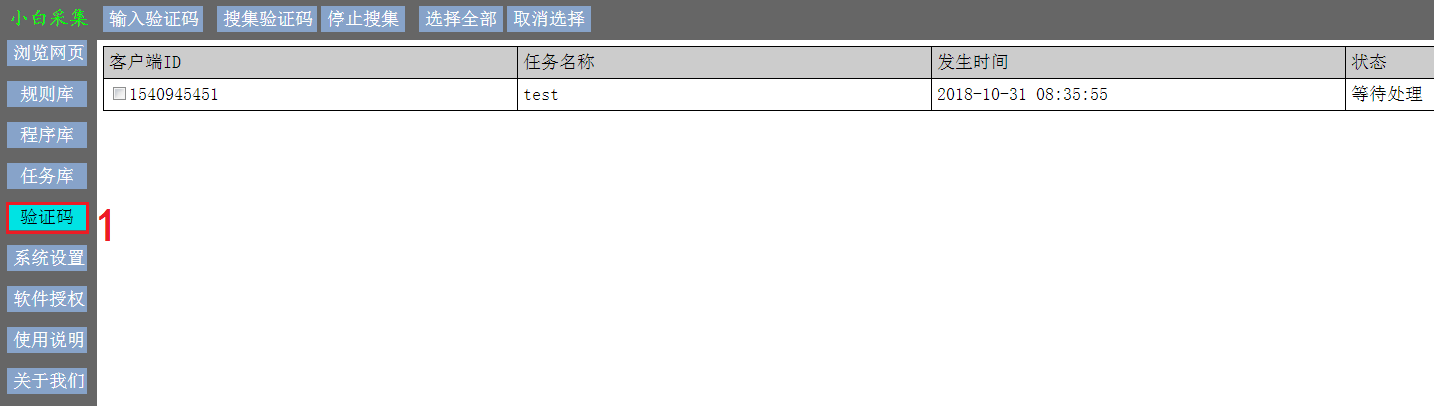 小白采集 输入验证码 搜集验证码 停止搜集 选择全部 取消选择
浏览网页
规则库
程序库
任务库
验证码 1
系统设置
软件授权
使用说明
关于我们
客户端ID 任务名称 发生时间 状态
1540945451 test 2018-10-31 08:35:55 等待处理